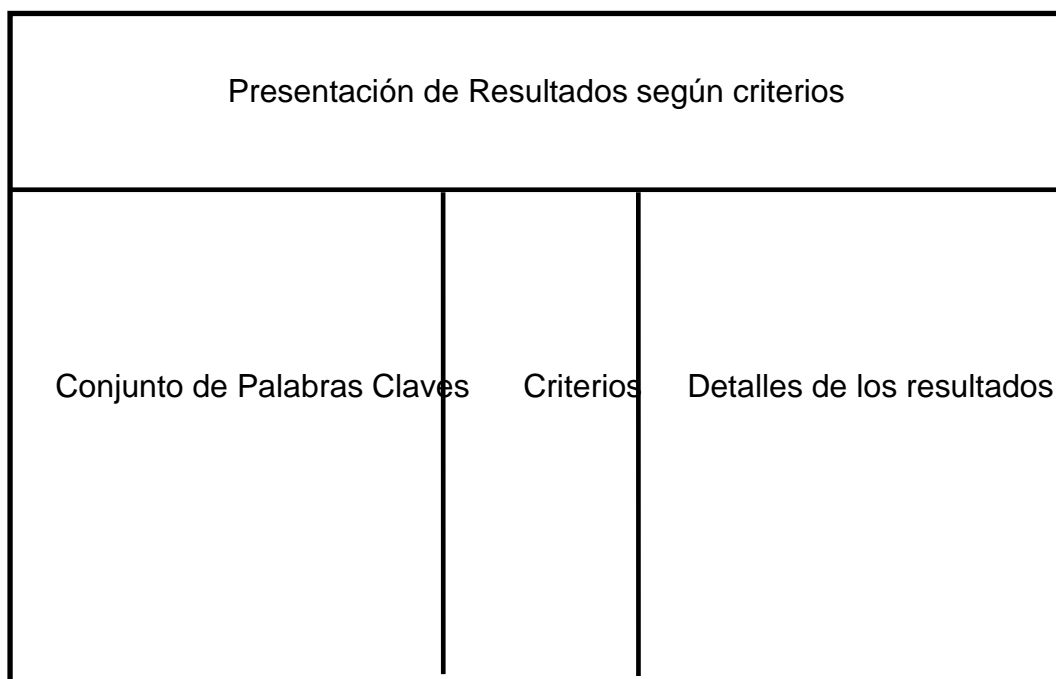 Presentación de Resultados según criterios
Conjunto de Palabras Claves
Criterios
Detalles de los resultados